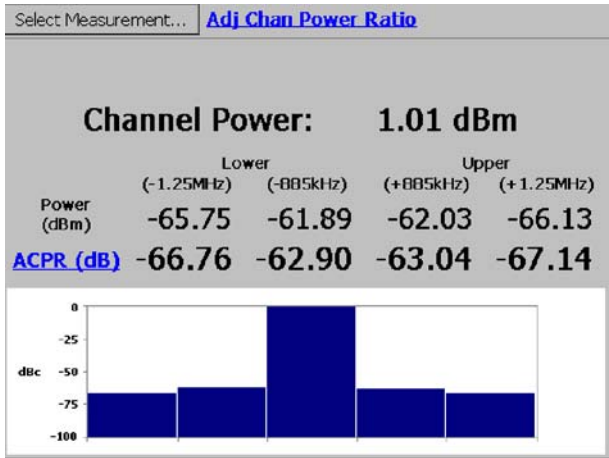 Select Measurement... Adj Chan Power Ratio
Channel Power: 1.01 dBm
Lower Upper
(-1.25MHz) (-885kHz) (+885kHz) (+1.25MHz)
Power
(dBm) -65.75 -61.89 -62.03 -66.13
ACPR (dB) -66.76 -62.90 -63.04 -67.14
0
-25
dBc -50
-75
-100